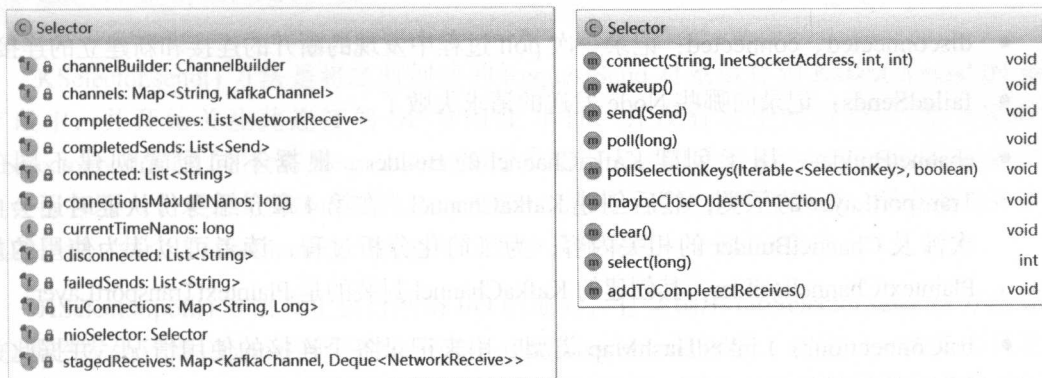 Selector
channelBuilder: ChannelBuilder
channels: Map<String, KafkaChannel>
completedReceives: List<NetworkReceive>
completedSends: List<Send>
connected: List<String>
connectionsMaxIdleNanos: long
currentTimeNanos: long
disconnected: List<String>
failedSends: List<String>
lruConnections: Map<String, Long>
nioSelector: Selector
stagedReceives: Map<KafkaChannel, Deque<NetworkReceive>>
Selector
connect(String, InetSocketAddress, int, int) void
wakeup() void
send(Send) void
poll(long) void
pollSelectionKeys(Iterable<SelectionKey>, boolean) void
maybeCloseOldestConnection() void
clear() void
select(long) int
addToCompletedReceives() void